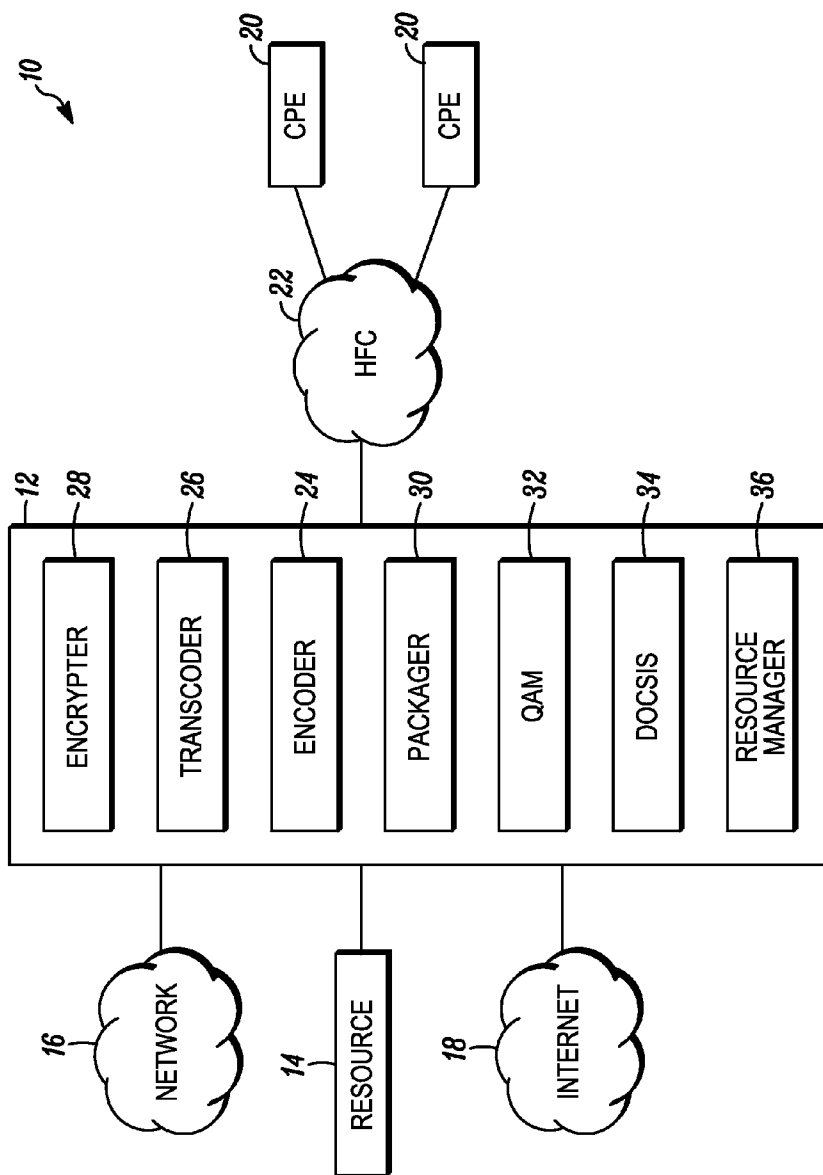 10
12
NETWORK
16
RESOURCE
14
INTERNET
18
ENCRYPTER
28
TRANSCODER
26
ENCODER
24
PACKAGER
30
QAM
32
DOCSIS
34
RESOURCE
MANAGER
36
HFC
22
CPE
20
CPE
20